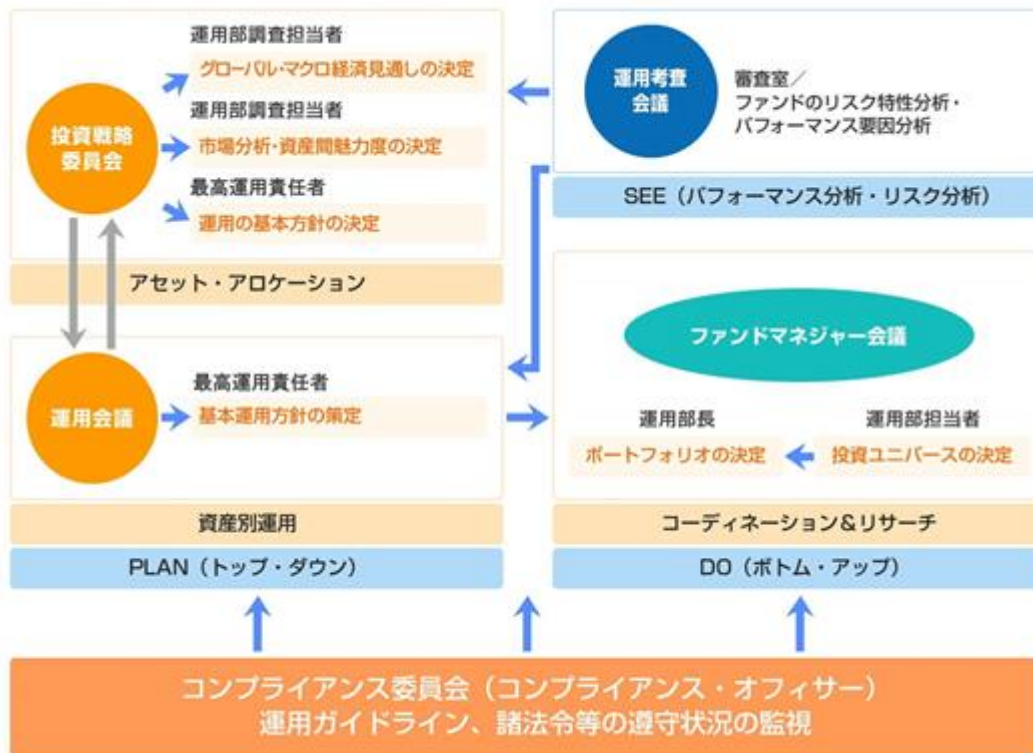 運用部調査担当者
グローバル・マクロ経済見通しの決定
投資戦略
委員会
運用部調査担当者
市場分析・資産間魅力度の決定
最高運用責任者
運用の基本方針の決定
アセット・アロケーション
運用考査
会議
審査室／
ファンドのリスク特性分析・
パフォーマンス要因分析
SEE（パフォーマンス分析・リスク分析）
運用会議
最高運用責任者
基本運用方針の策定
資産別運用
PLAN（トップ・ダウン）
ファンドマネジャー会議
運用部長
ポートフォリオの決定
運用部担当者
投資ユニバースの決定
コーディネーション＆リサーチ
DO（ボトム・アップ）
コンプライアンス委員会（コンプライアンス・オフィサー）
運用ガイドライン、諸法令等の遵守状況の監視